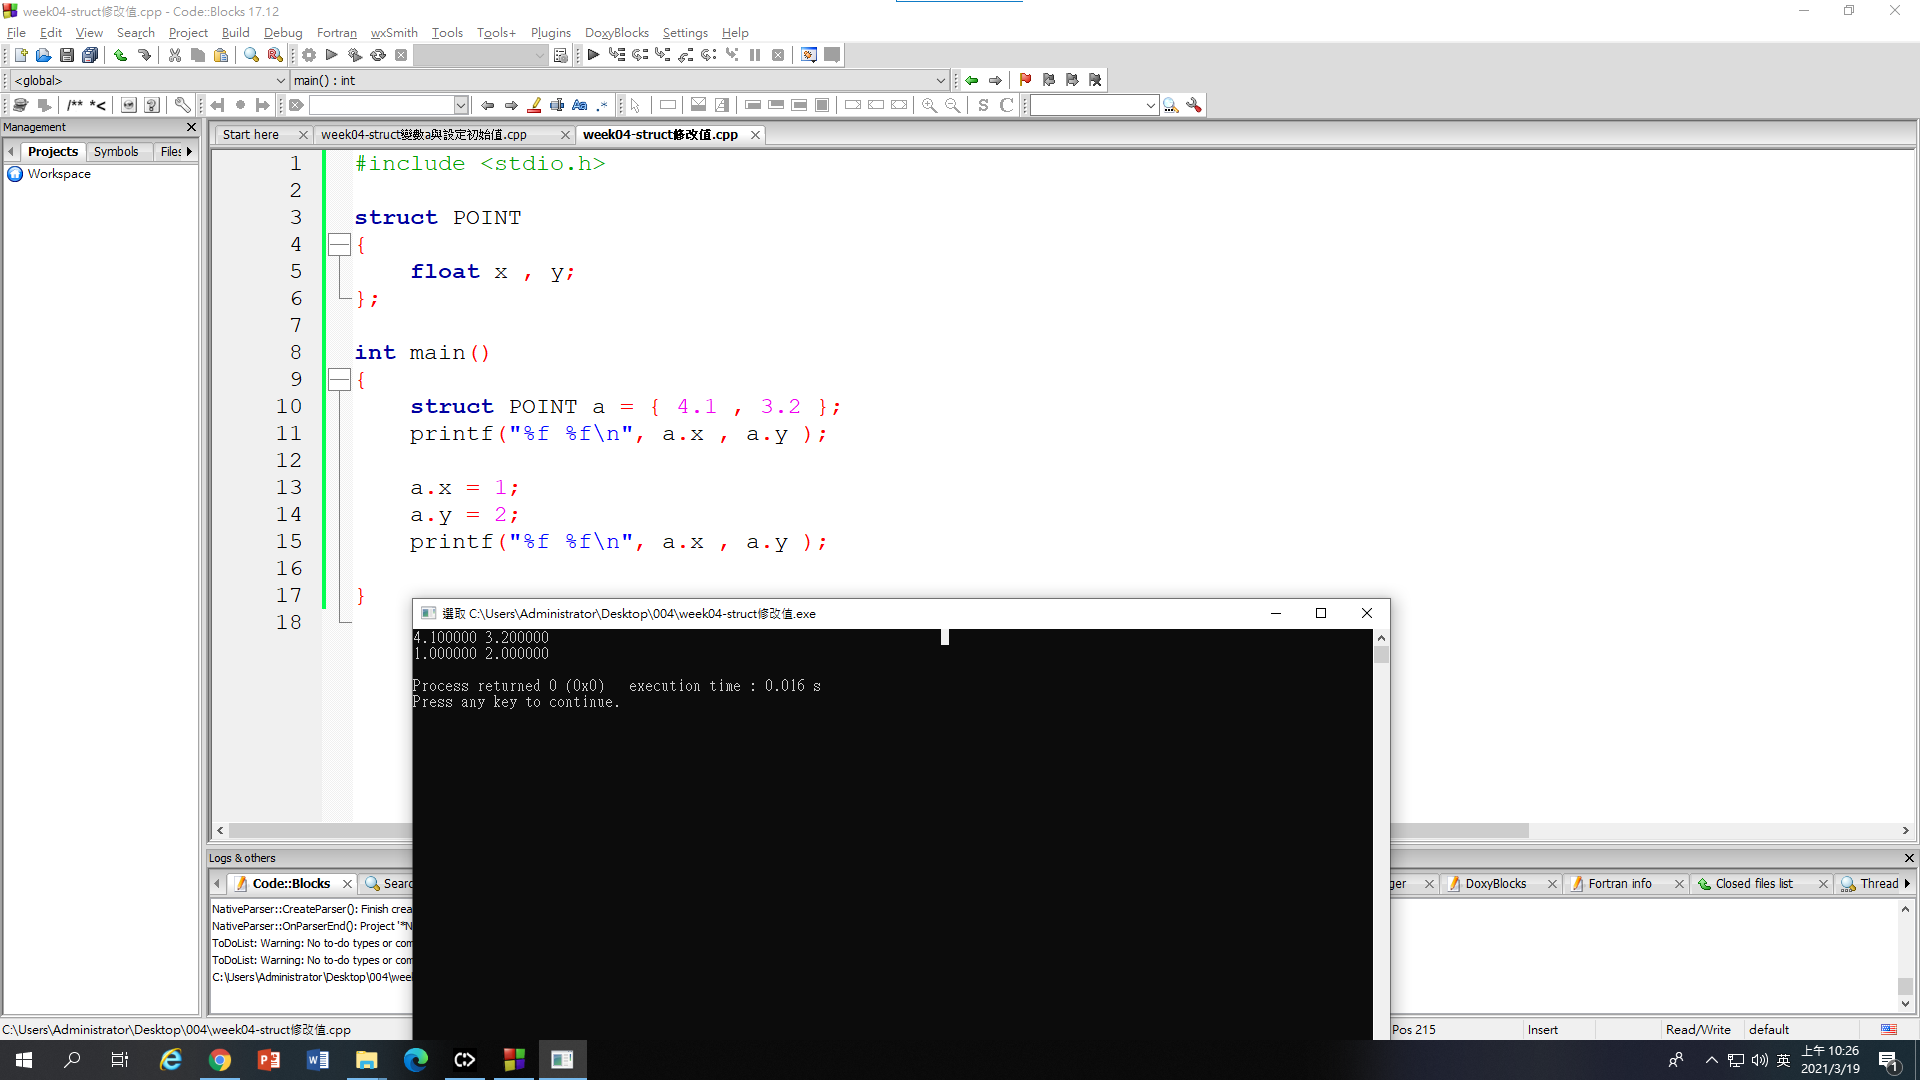 week04-struct修改值.cpp - Code::Blocks 17.12
File Edit View Search Project Build Debug Fortran wxSmith Tools Tools+ Plugins DoxyBlocks Settings Help
<global> main() : int
/** *<
S C
Management
Start here week04-struct變數a與設定初始值.cpp week04-struct修改值.cpp
Projects Symbols Files
Workspace
1 #include <stdio.h>
2
3 struct POINT
4 {
5 float x , y;
6 };
7
8 int main()
9 {
10 struct POINT a = { 4.1 , 3.2 };
11 printf("%f %f\n", a.x , a.y );
12
13 a.x = 1;
14 a.y = 2;
15 printf("%f %f\n", a.x , a.y );
16
17 }
18
選取 C:\Users\Administrator\Desktop\004\week04-struct修改值.exe
4.100000 3.200000
1.000000 2.000000
Process returned 0 (0x0) execution time : 0.016 s
Press any key to continue.
Logs & others
Code::Blocks Searc ger DoxyBlocks Fortran info Closed files list Thread
NativeParser::CreateParser(): Finish crea
NativeParser::OnParserEnd(): Project '*N
ToDoList: Warning: No to-do types or com
ToDoList: Warning: No to-do types or com
C:\Users\Administrator\Desktop\004\week
C:\Users\Administrator\Desktop\004\week04-struct修改值.cpp Pos 215 Insert Read/Write default
英 上午 10:26
2021/3/19
1